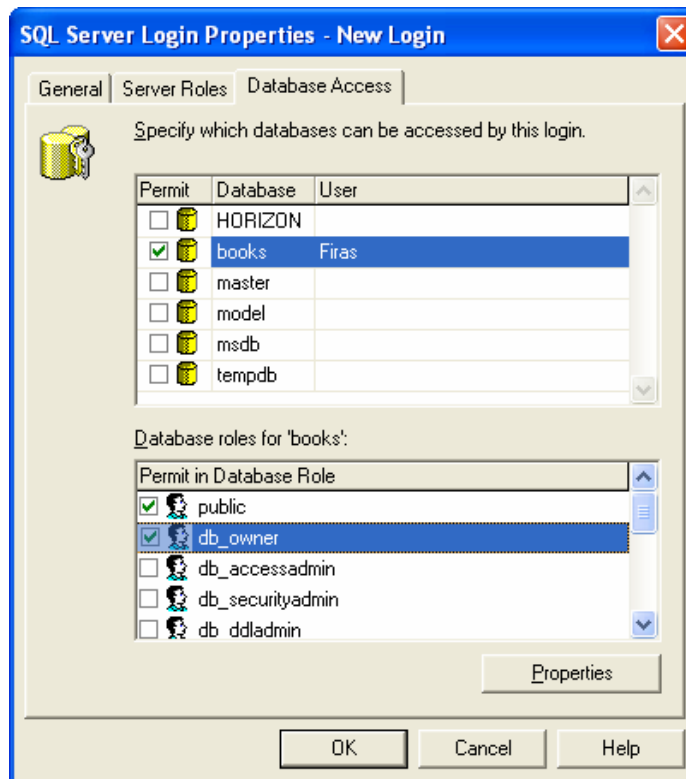 SQL Server Login Properties - New Login
General Server Roles Database Access
Specify which databases can be accessed by this login.
Permit Database User
HORIZON
books Firas
master
model
msdb
tempdb
Database roles for 'books':
Permit in Database Role
public
db_owner
db_accessadmin
db_securityadmin
db_ddladmin
Properties
OK Cancel Help